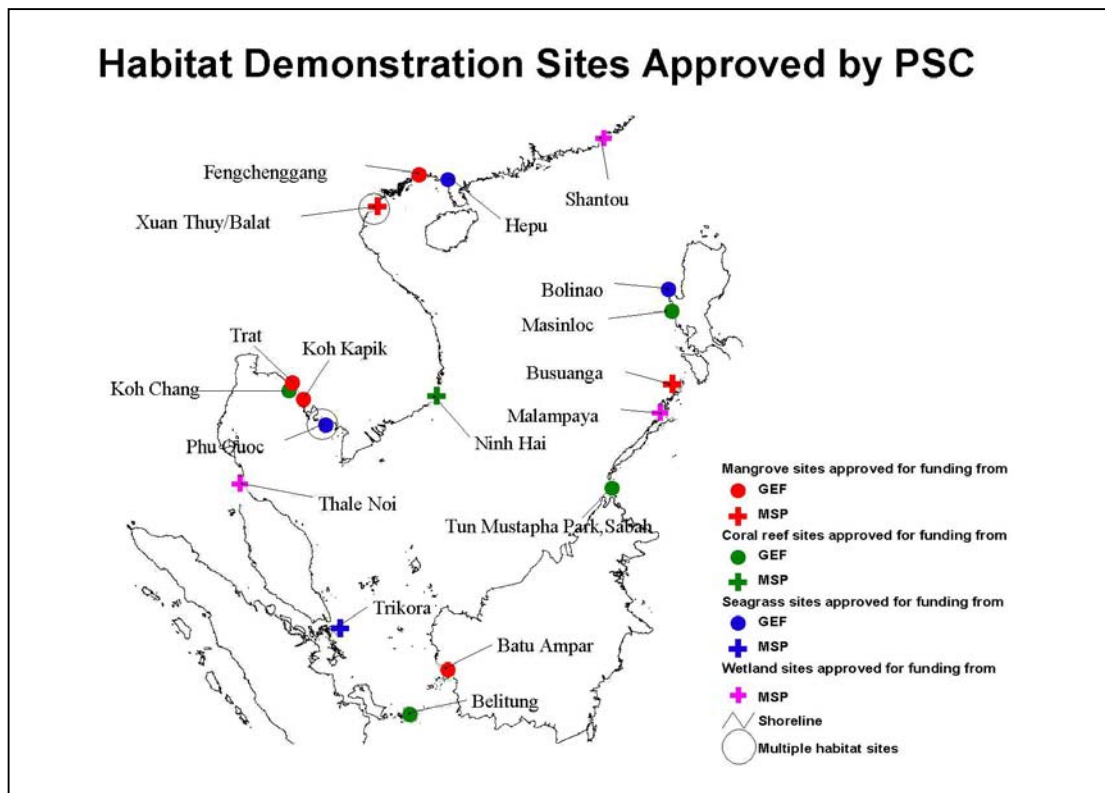 Habitat Demonstration Sites Approved by PSC
Fengchenggang
Shantou
Xuan Thuy/Balat
Hepu
Bolinao
Masinloc
Trat
Koh Kapik
Koh Chang
Busuanga
Malampaya
Phu Quoc
Ninh Hai
Thale Noi
Tun Mustapha Park,Sabah
Trikora
Batu Ampar
Belitung
Mangrove sites approved for funding from
GEF
MSP
Coral reef sites approved for funding from
GEF
MSP
Seagrass sites approved for funding from
GEF
MSP
Wetland sites approved for funding from
MSP
Shoreline
Multiple habitat sites